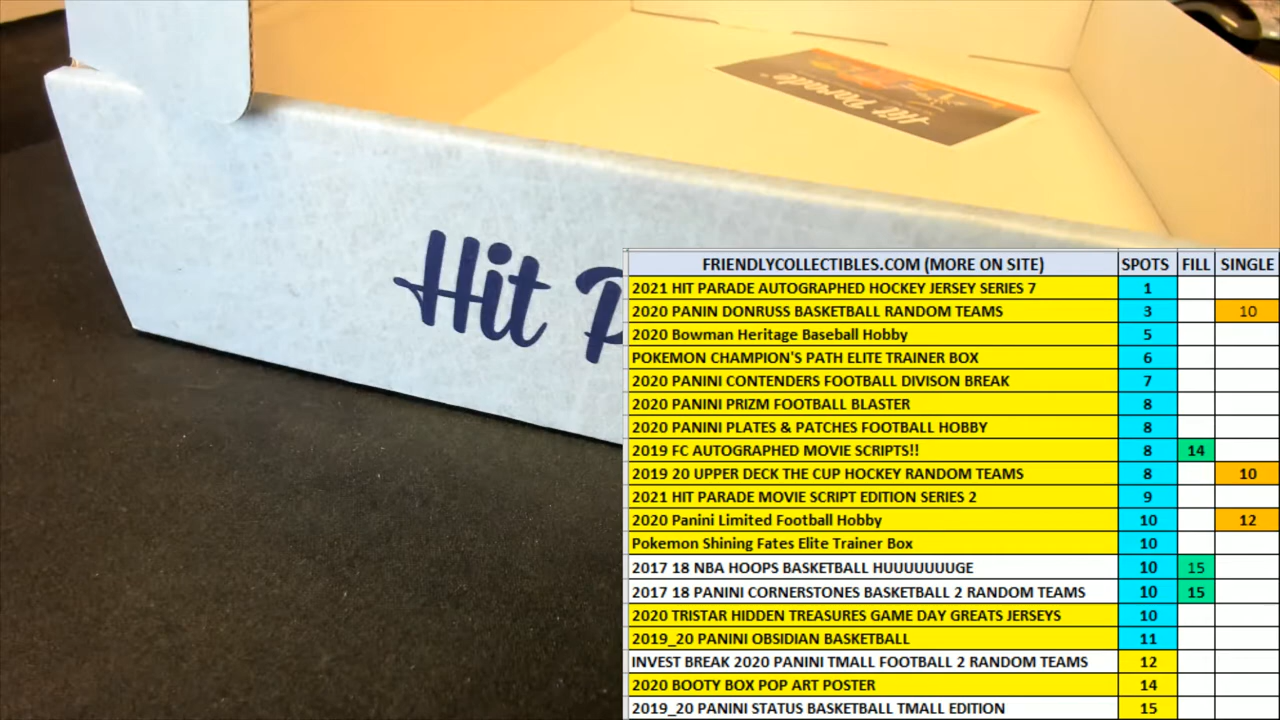 Hit Parade
Hit P
FRIENDLYCOLLECTIBLES.COM (MORE ON SITE) SPOTS FILL SINGLE
2021 HIT PARADE AUTOGRAPHED HOCKEY JERSEY SERIES 7 1
2020 PANIN DONRUSS BASKETBALL RANDOM TEAMS 3 10
2020 Bowman Heritage Baseball Hobby 5
POKEMON CHAMPION'S PATH ELITE TRAINER BOX 6
2020 PANINI CONTENDERS FOOTBALL DIVISON BREAK 7
2020 PANINI PRIZM FOOTBALL BLASTER 8
2020 PANINI PLATES & PATCHES FOOTBALL HOBBY 8
2019 FC AUTOGRAPHED MOVIE SCRIPTS!! 8 14
2019 20 UPPER DECK THE CUP HOCKEY RANDOM TEAMS 8 10
2021 HIT PARADE MOVIE SCRIPT EDITION SERIES 2 9
2020 Panini Limited Football Hobby 10 12
Pokemon Shining Fates Elite Trainer Box 10
2017 18 NBA HOOPS BASKETBALL HUUUUUUUGE 10 15
2017 18 PANINI CORNERSTONES BASKETBALL 2 RANDOM TEAMS 10 15
2020 TRISTAR HIDDEN TREASURES GAME DAY GREATS JERSEYS 10
2019_20 PANINI OBSIDIAN BASKETBALL 11
INVEST BREAK 2020 PANINI TMALL FOOTBALL 2 RANDOM TEAMS 12
2020 BOOTY BOX POP ART POSTER 14
2019_20 PANINI STATUS BASKETBALL TMALL EDITION 15